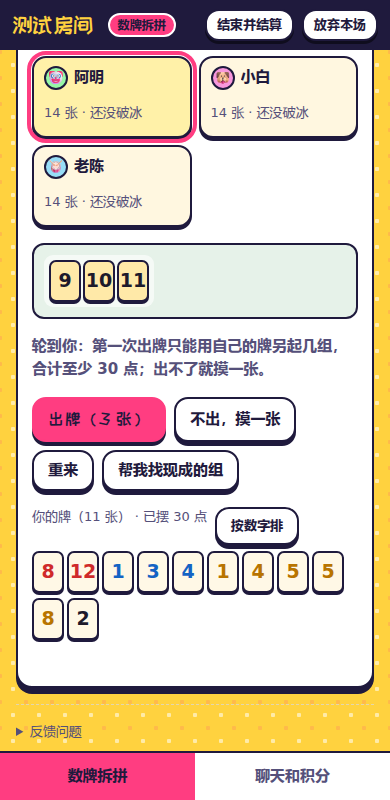 测试房间 数牌拆拼 结束并结算 放弃本场
阿明 小白
14 张 · 还没破冰 14 张 · 还没破冰
老陈
14 张 · 还没破冰
9 10 11
轮到你：第一次出牌只能用自己的牌另起几组，
合计至少 30 点；出不了就摸一张。
出牌（3 张） 不出，摸一张
重来 帮我找现成的组
你的牌（11 张） · 已摆 30 点 按数字排
8 12 1 3 4 1 4 5 5
8 2
▶ 反馈问题
数牌拆拼 聊天和积分